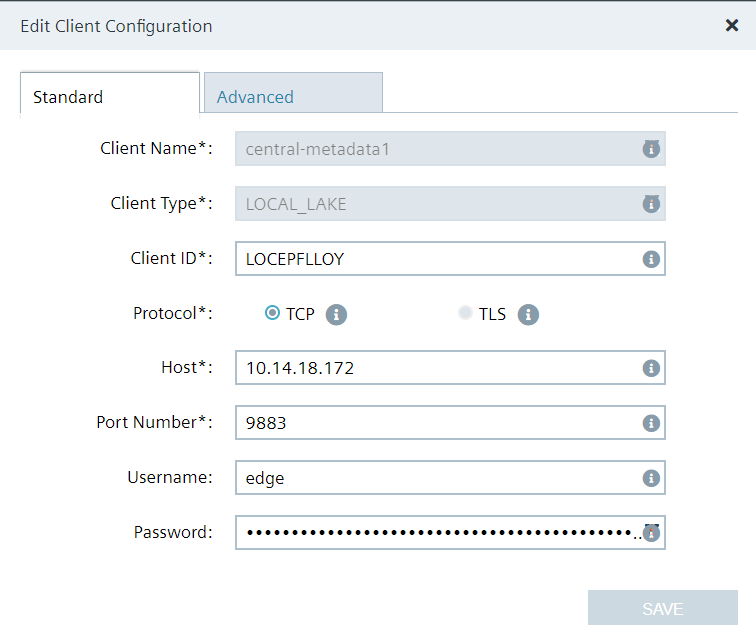 Edit Client Configuration
Standard
Advanced
Client Name*: central-metadata1
Client Type*: LOCAL_LAKE
Client ID*: LOCEPFLLOY
Protocol*: TCP TLS
Host*: 10.14.18.172
Port Number*: 9883
Username: edge
Password: ••••••••••••••••••••••••••••••••••••••••••••..
SAVE